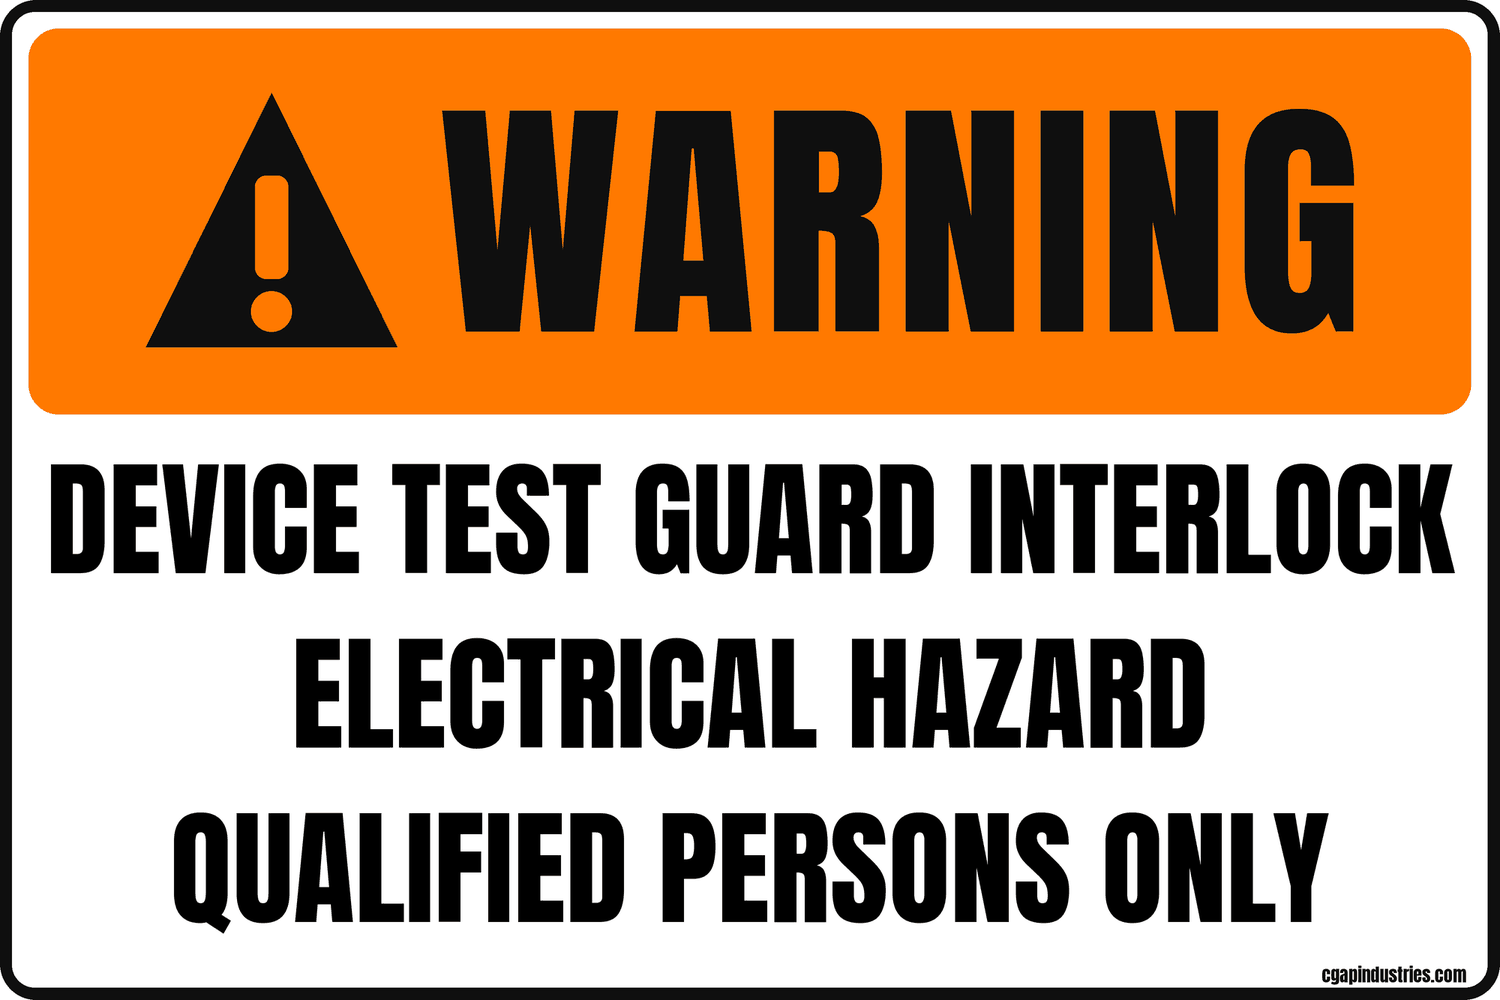 WARNING
DEVICE TEST GUARD INTERLOCK
ELECTRICAL HAZARD
QUALIFIED PERSONS ONLY
cgapindustries.com